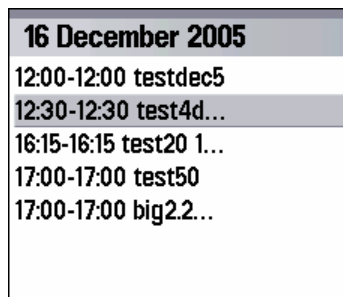 16 December 2005
12:00-12:00 testdec5
12:30-12:30 test4d...
16:15-16:15 test20 1...
17:00-17:00 test50
17:00-17:00 big2.2...